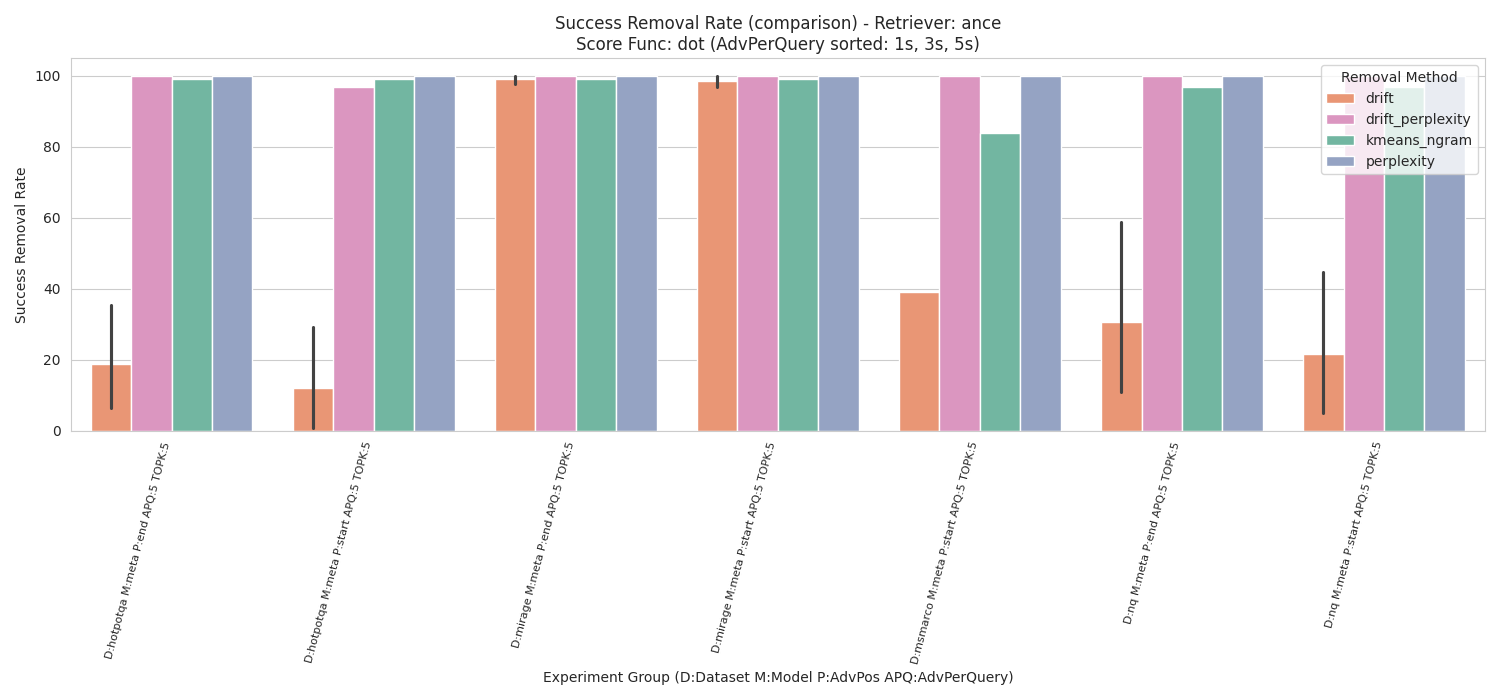 Success Removal Rate (comparison) - Retriever: ance
Score Func: dot (AdvPerQuery sorted: 1s, 3s, 5s)
Success Removal Rate
100
80
60
40
20
0
Removal Method
drift
drift_perplexity
kmeans_ngram
perplexity
D:hotpotqa M:meta P:end APQ:5 TOPK:5
D:hotpotqa M:meta P:start APQ:5 TOPK:5
D:mirage M:meta P:end APQ:5 TOPK:5
D:mirage M:meta P:start APQ:5 TOPK:5
D:msmarco M:meta P:start APQ:5 TOPK:5
D:nq M:meta P:end APQ:5 TOPK:5
D:nq M:meta P:start APQ:5 TOPK:5
Experiment Group (D:Dataset M:Model P:AdvPos APQ:AdvPerQuery)